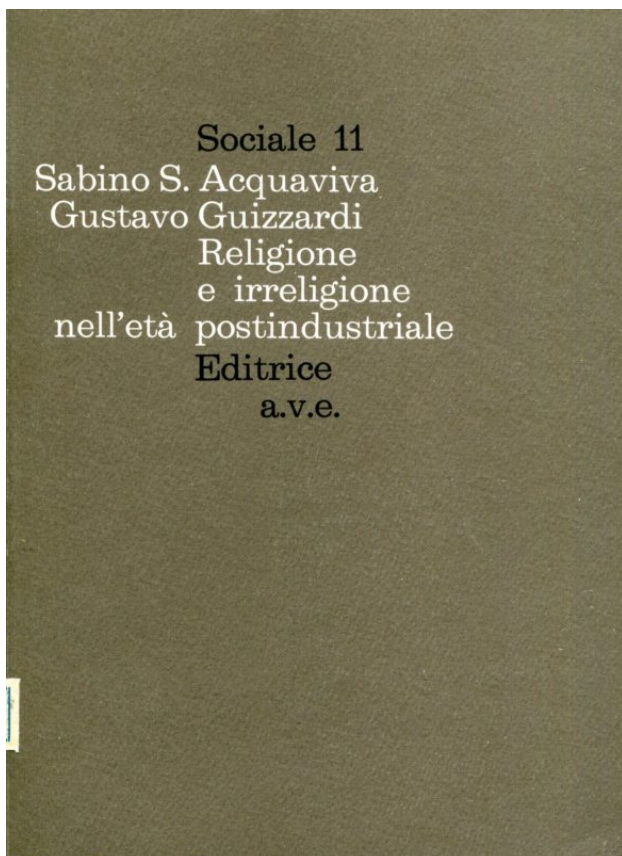 Sociale 11
Sabino S. Acquaviva
Gustavo Guizzardi
Religione
e irreligione
nell'età postindustriale
Editrice
a.v.e.